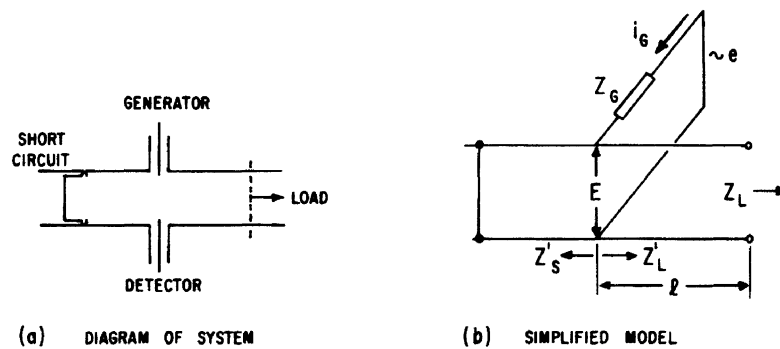 GENERATOR
SHORT
CIRCUIT
LOAD
DETECTOR
(a) DIAGRAM OF SYSTEM
i_G
~e
Z_G
E
Z_L
Z'_S Z'_L
ℓ
(b) SIMPLIFIED MODEL